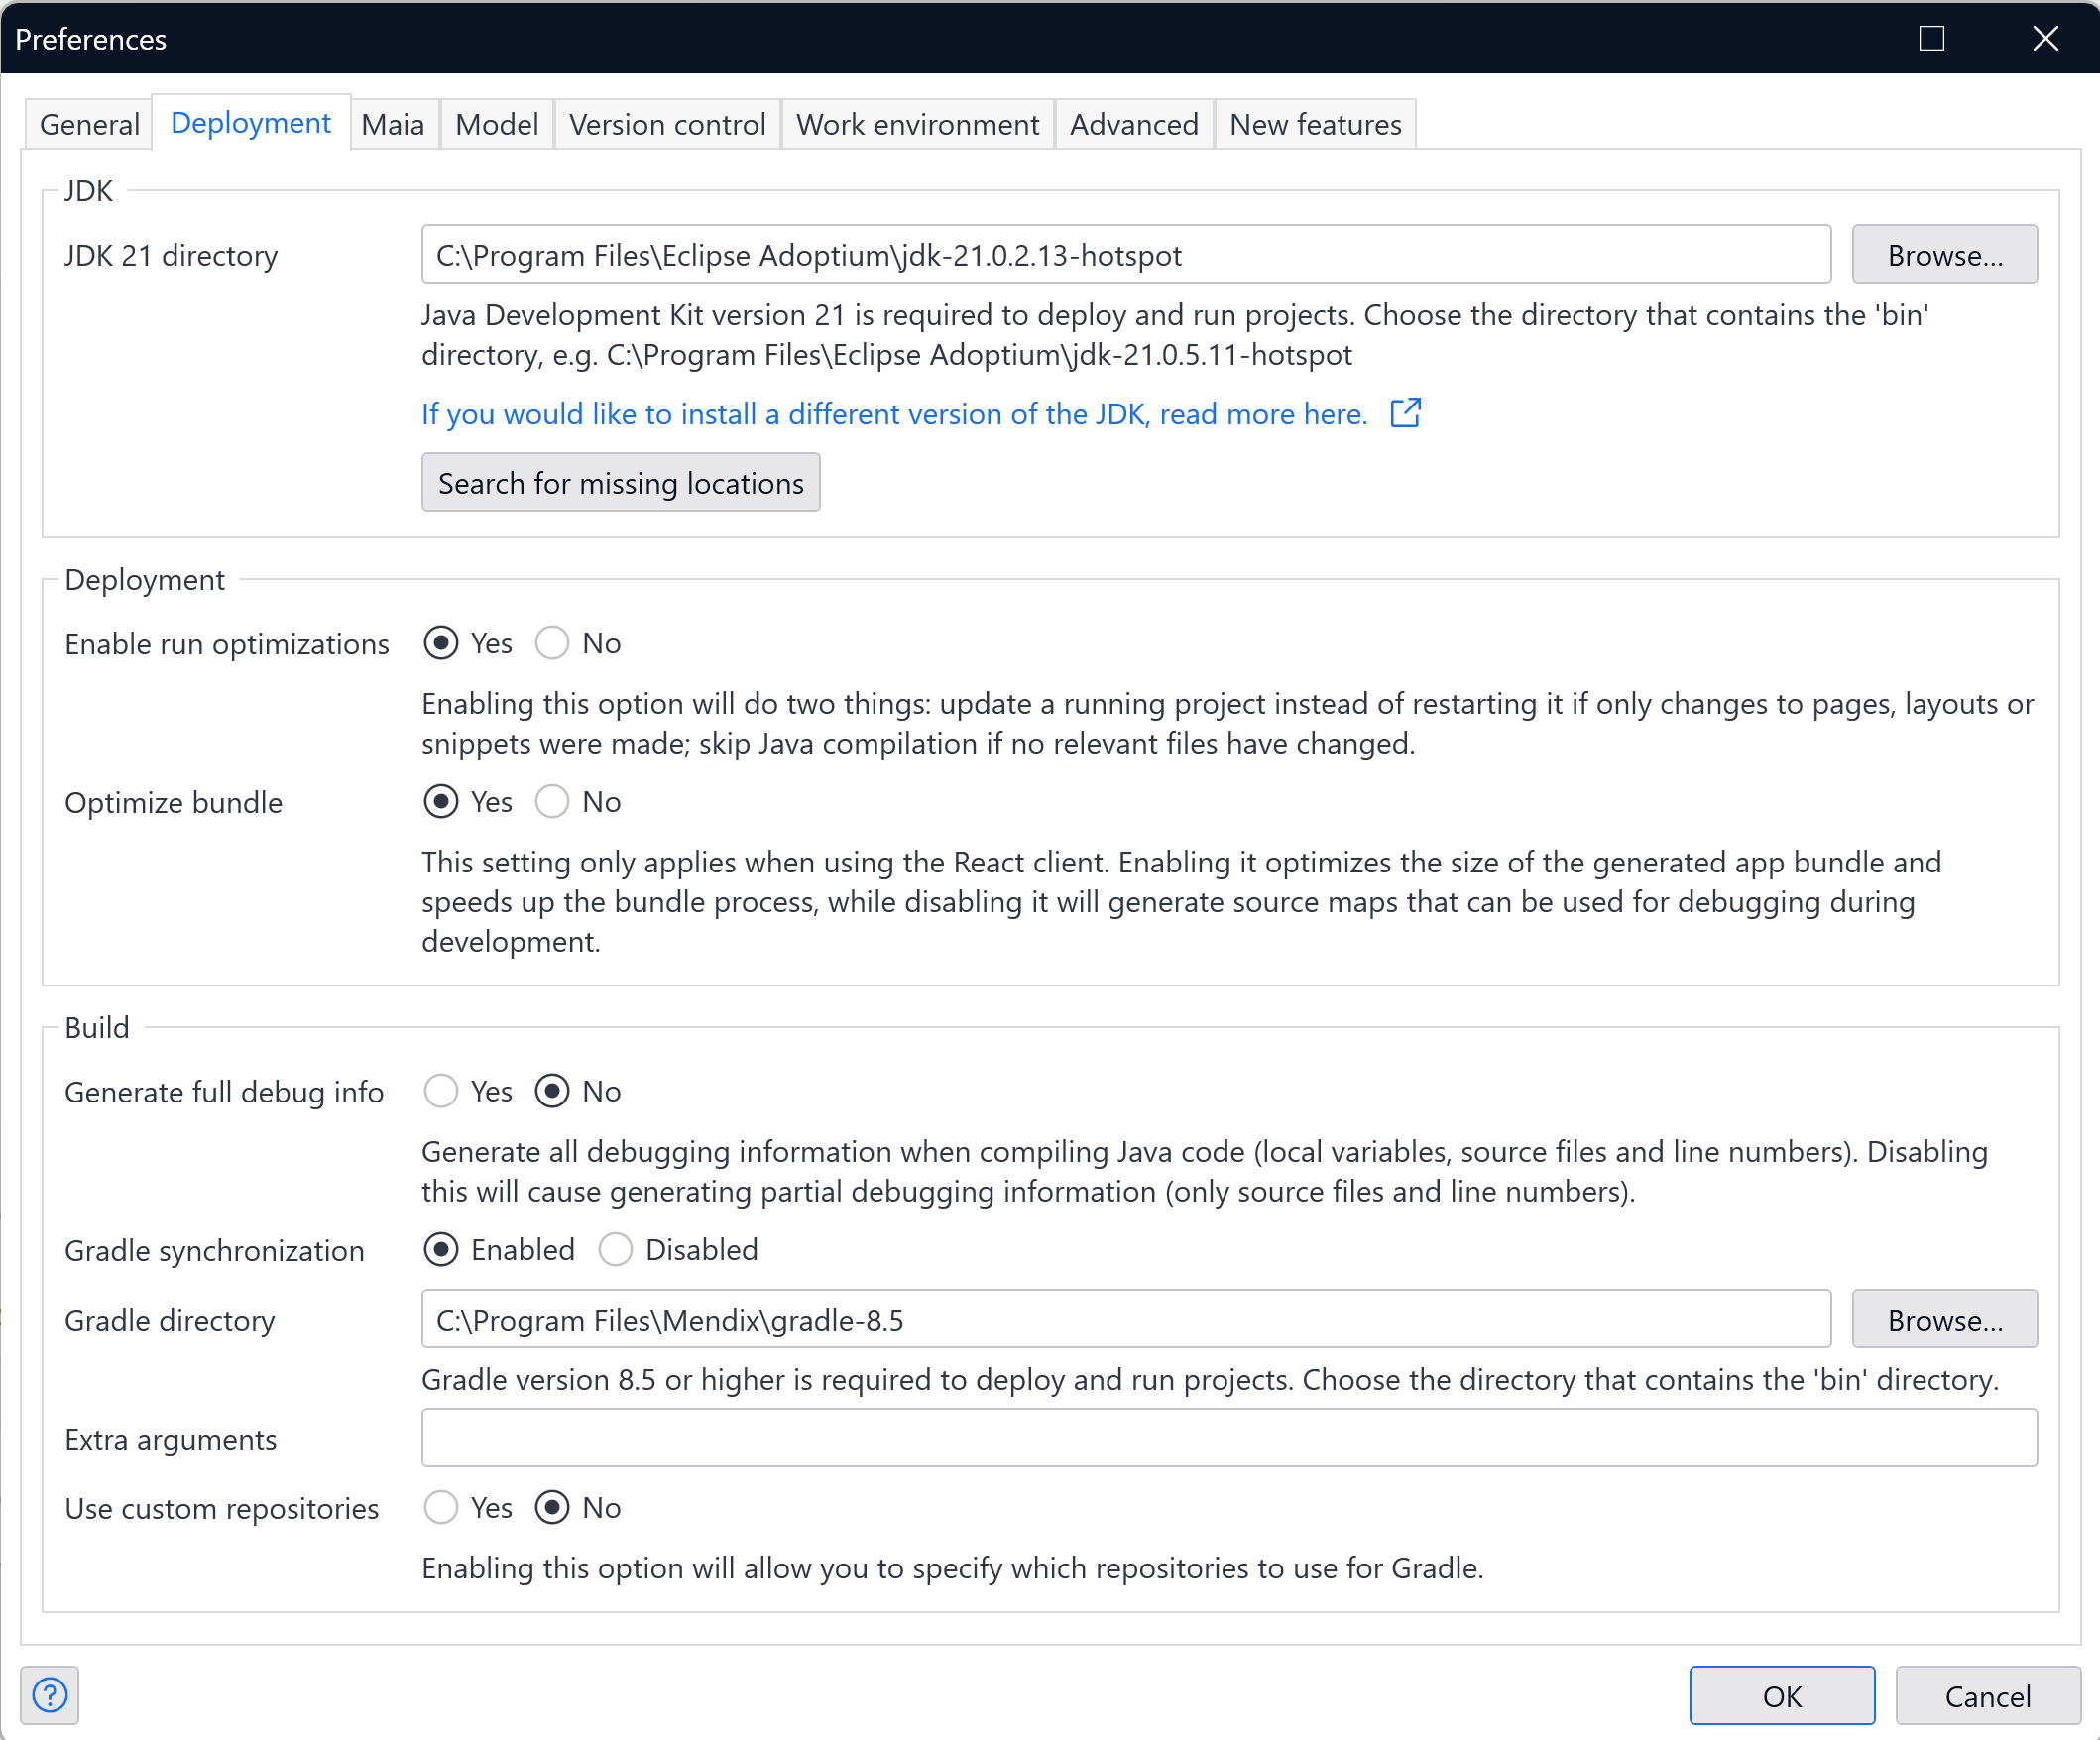 Preferences
General Deployment Maia Model Version control Work environment Advanced New features
JDK
JDK 21 directory C:\Program Files\Eclipse Adoptium\jdk-21.0.2.13-hotspot Browse...
Java Development Kit version 21 is required to deploy and run projects. Choose the directory that contains the 'bin'
directory, e.g. C:\Program Files\Eclipse Adoptium\jdk-21.0.5.11-hotspot
If you would like to install a different version of the JDK, read more here.
Search for missing locations
Deployment
Enable run optimizations Yes No
Enabling this option will do two things: update a running project instead of restarting it if only changes to pages, layouts or
snippets were made; skip Java compilation if no relevant files have changed.
Optimize bundle Yes No
This setting only applies when using the React client. Enabling it optimizes the size of the generated app bundle and
speeds up the bundle process, while disabling it will generate source maps that can be used for debugging during
development.
Build
Generate full debug info Yes No
Generate all debugging information when compiling Java code (local variables, source files and line numbers). Disabling
this will cause generating partial debugging information (only source files and line numbers).
Gradle synchronization Enabled Disabled
Gradle directory C:\Program Files\Mendix\gradle-8.5 Browse...
Gradle version 8.5 or higher is required to deploy and run projects. Choose the directory that contains the 'bin' directory.
Extra arguments
Use custom repositories Yes No
Enabling this option will allow you to specify which repositories to use for Gradle.
? OK Cancel